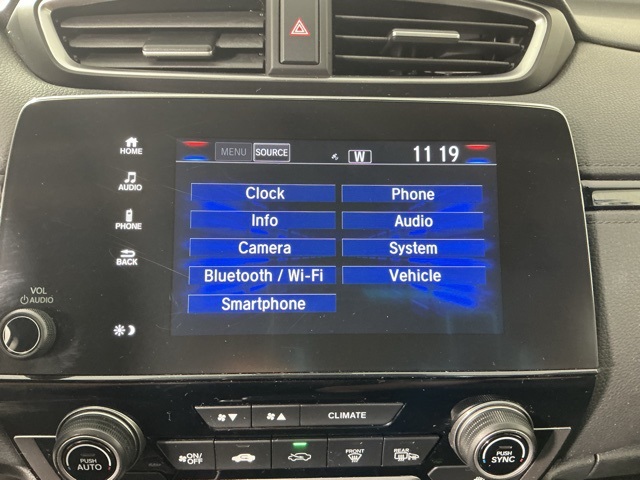 HOME
MENU SOURCE W 11 19
AUDIO
PHONE
BACK
Clock Phone
Info Audio
Camera System
Bluetooth / Wi-Fi Vehicle
Smartphone
VOL
AUDIO
CLIMATE
PUSH
AUTO
ON/
OFF
FRONT
REAR
PUSH
SYNC